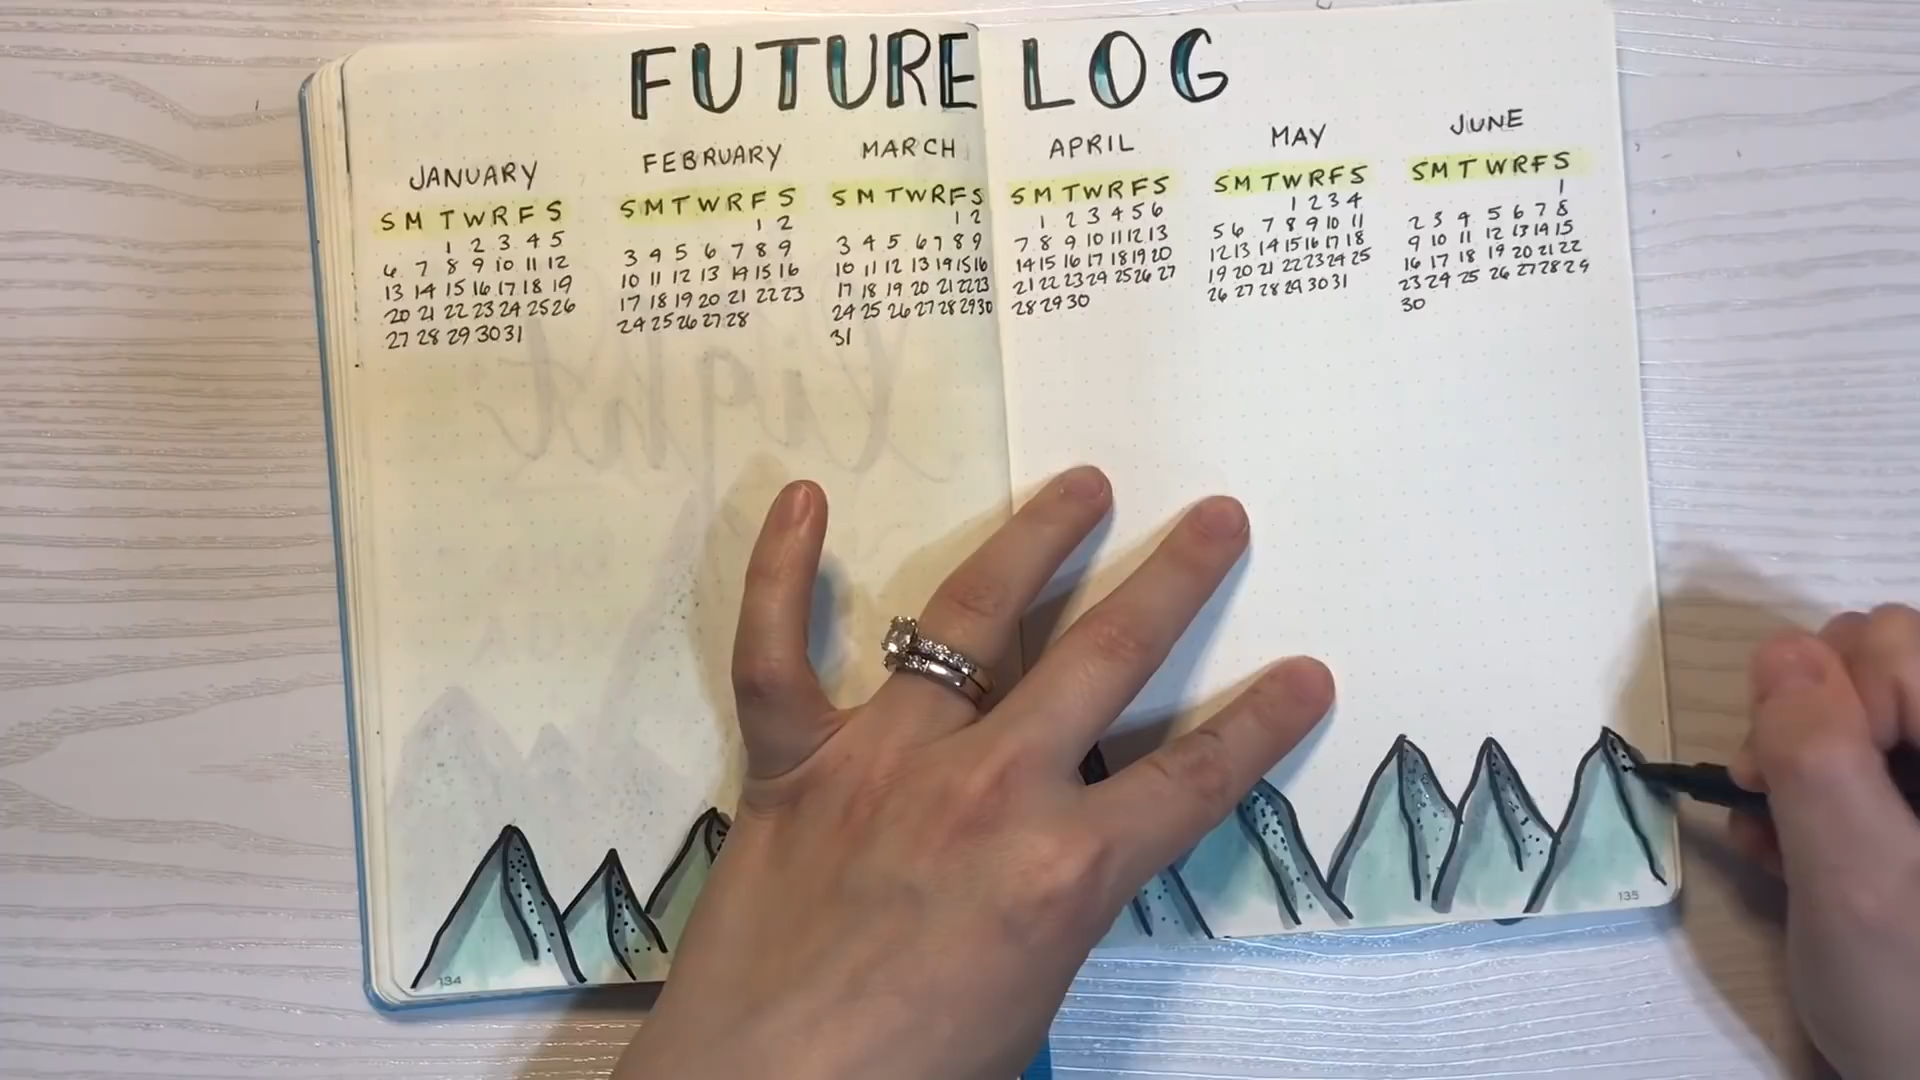 FUTURE LOG
JANUARY
S M T W R F S
1 2 3 4 5
6 7 8 9 10 11 12
13 14 15 16 17 18 19
20 21 22 23 24 25 26
27 28 29 30 31
FEBRUARY
S M T W R F S
1 2
3 4 5 6 7 8 9
10 11 12 13 14 15 16
17 18 19 20 21 22 23
24 25 26 27 28
MARCH
S M T W R F S
1 2
3 4 5 6 7 8 9
10 11 12 13 14 15 16
17 18 19 20 21 22 23
24 25 26 27 28 29 30
31
APRIL
S M T W R F S
1 2 3 4 5 6
7 8 9 10 11 12 13
14 15 16 17 18 19 20
21 22 23 24 25 26 27
28 29 30
MAY
S M T W R F S
1 2 3 4
5 6 7 8 9 10 11
12 13 14 15 16 17 18
19 20 21 22 23 24 25
26 27 28 29 30 31
JUNE
S M T W R F S
1
2 3 4 5 6 7 8
9 10 11 12 13 14 15
16 17 18 19 20 21 22
23 24 25 26 27 28 29
30
light
134
135